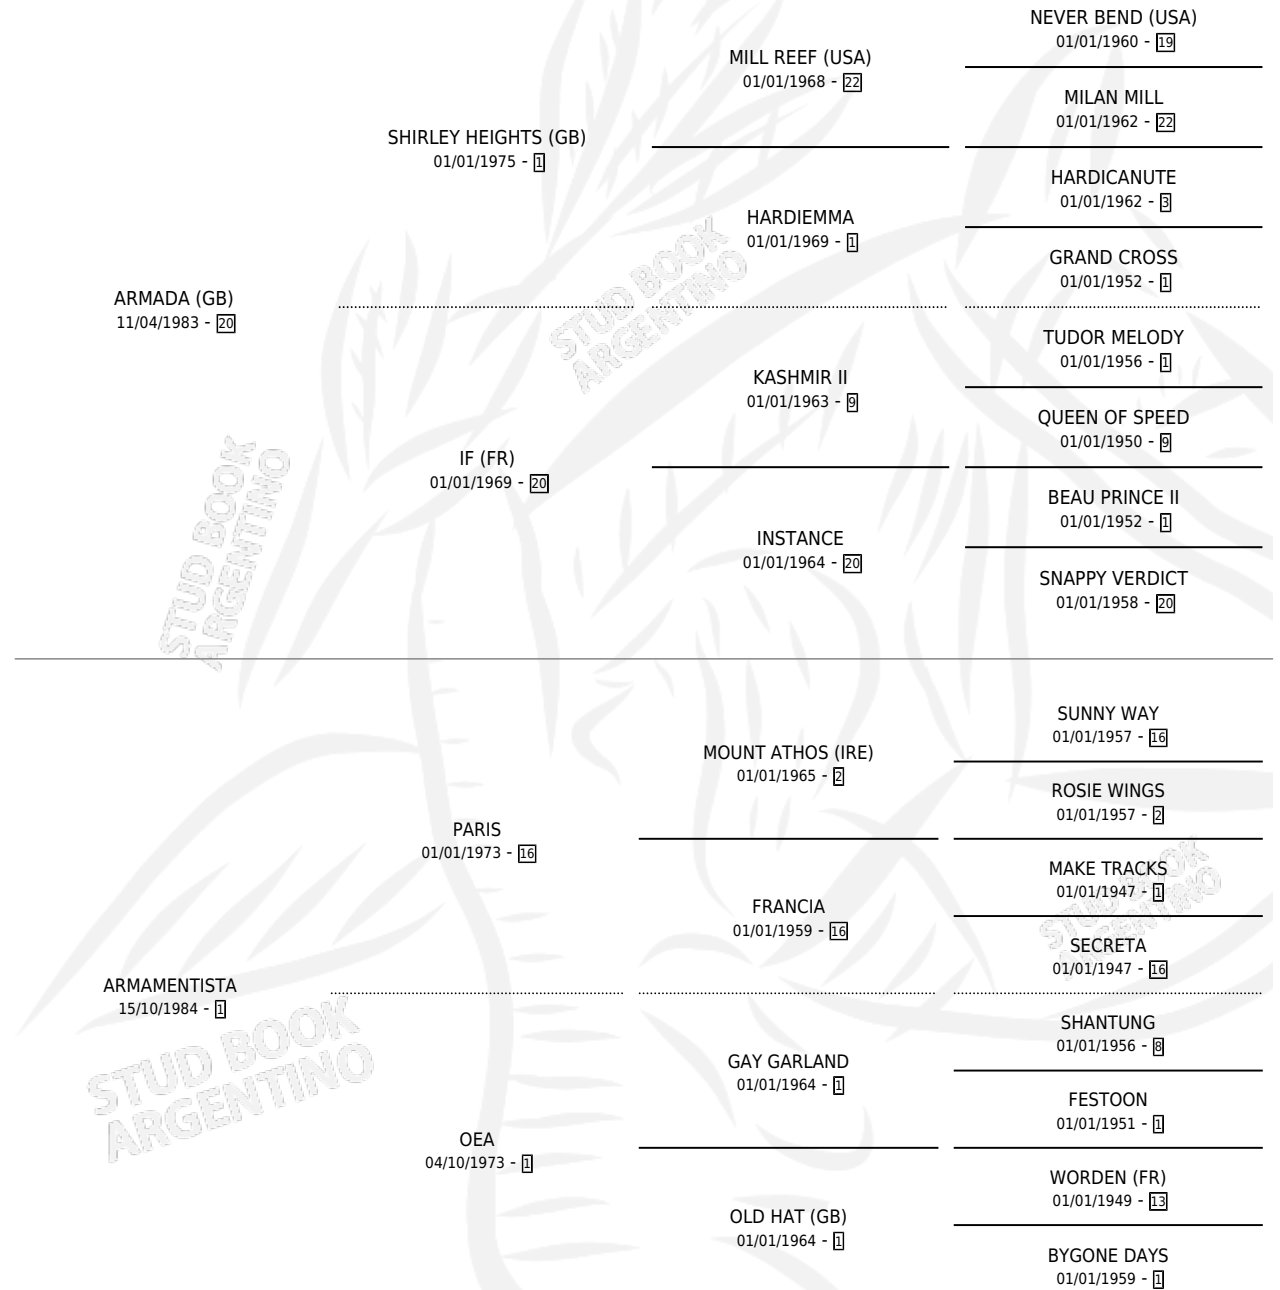 NEVER BEND (USA)
01/01/1960 - 19
MILL REEF (USA)
01/01/1968 - 22
MILAN MILL
01/01/1962 - 22
SHIRLEY HEIGHTS (GB)
01/01/1975 - 1
HARDICANUTE
01/01/1962 - 3
HARDIEMMA
01/01/1969 - 1
GRAND CROSS
01/01/1952 - 1
ARMADA (GB)
11/04/1983 - 20
STUD BOOK
ARGENTINO
TUDOR MELODY
01/01/1956 - 1
KASHMIR II
01/01/1963 - 9
QUEEN OF SPEED
01/01/1950 - 9
IF (FR)
01/01/1969 - 20
BEAU PRINCE II
01/01/1952 - 1
INSTANCE
01/01/1964 - 20
SNAPPY VERDICT
01/01/1958 - 20
STUD BOOK
ARGENTINO
SUNNY WAY
01/01/1957 - 16
MOUNT ATHOS (IRE)
01/01/1965 - 2
ROSIE WINGS
01/01/1957 - 2
PARIS
01/01/1973 - 16
MAKE TRACKS
01/01/1947 - 1
FRANCIA
01/01/1959 - 16
STUD BOOK
ARGENTINO
SECRETA
01/01/1947 - 16
ARMAMENTISTA
15/10/1984 - 1
STUD BOOK
ARGENTINO
SHANTUNG
01/01/1956 - 8
GAY GARLAND
01/01/1964 - 1
FESTOON
01/01/1951 - 1
OEA
04/10/1973 - 1
WORDEN (FR)
01/01/1949 - 13
OLD HAT (GB)
01/01/1964 - 1
BYGONE DAYS
01/01/1959 - 1